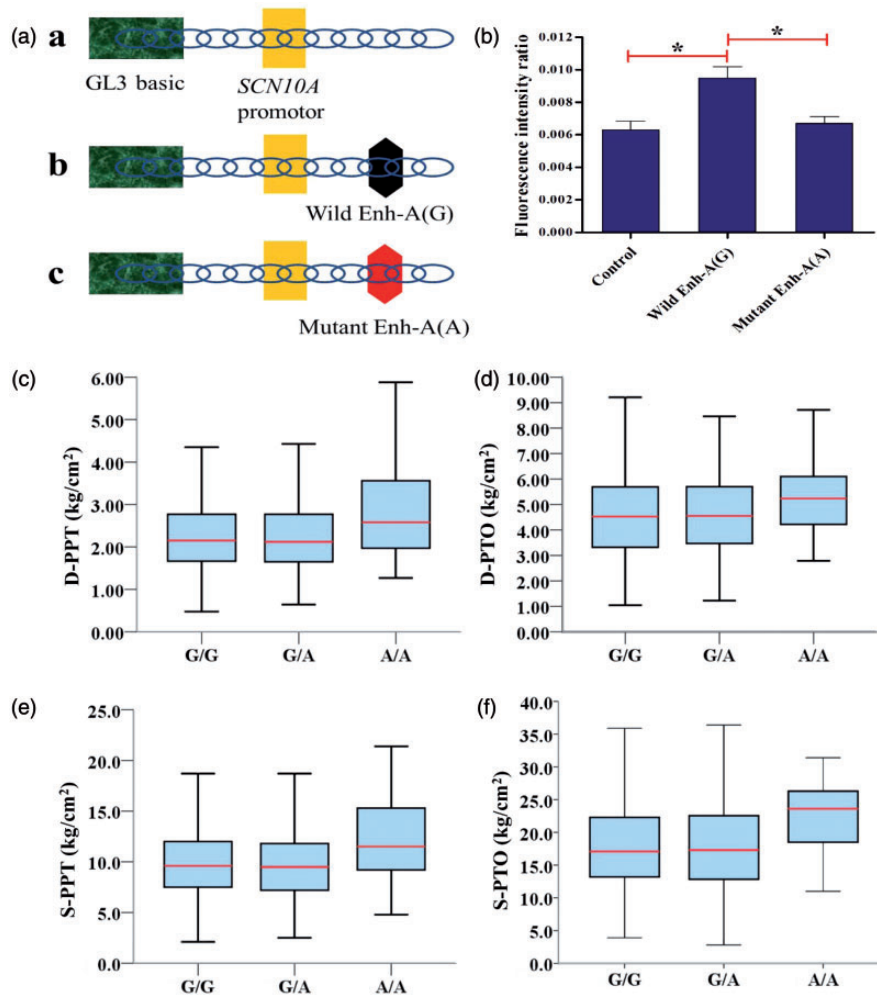 (a)
a
GL3 basic
SCN10A
promotor
b
Wild Enh-A(G)
c
Mutant Enh-A(A)
(b)
Fluorescence intensity ratio
0.012
0.010
0.008
0.006
0.004
0.002
0.000
*
*
Control
Wild Enh-A(G)
Mutant Enh-A(A)
(c)
D-PPT (kg/cm²)
6.00
5.00
4.00
3.00
2.00
1.00
0.00
G/G
G/A
A/A
(d)
D-PTO (kg/cm²)
10.00
9.00
8.00
7.00
6.00
5.00
4.00
3.00
2.00
1.00
0.00
G/G
G/A
A/A
(e)
S-PPT (kg/cm²)
25.0
20.0
15.0
10.0
5.0
0.0
G/G
G/A
A/A
(f)
S-PTO (kg/cm²)
40.0
35.0
30.0
25.0
20.0
15.0
10.0
5.0
0.0
G/G
G/A
A/A